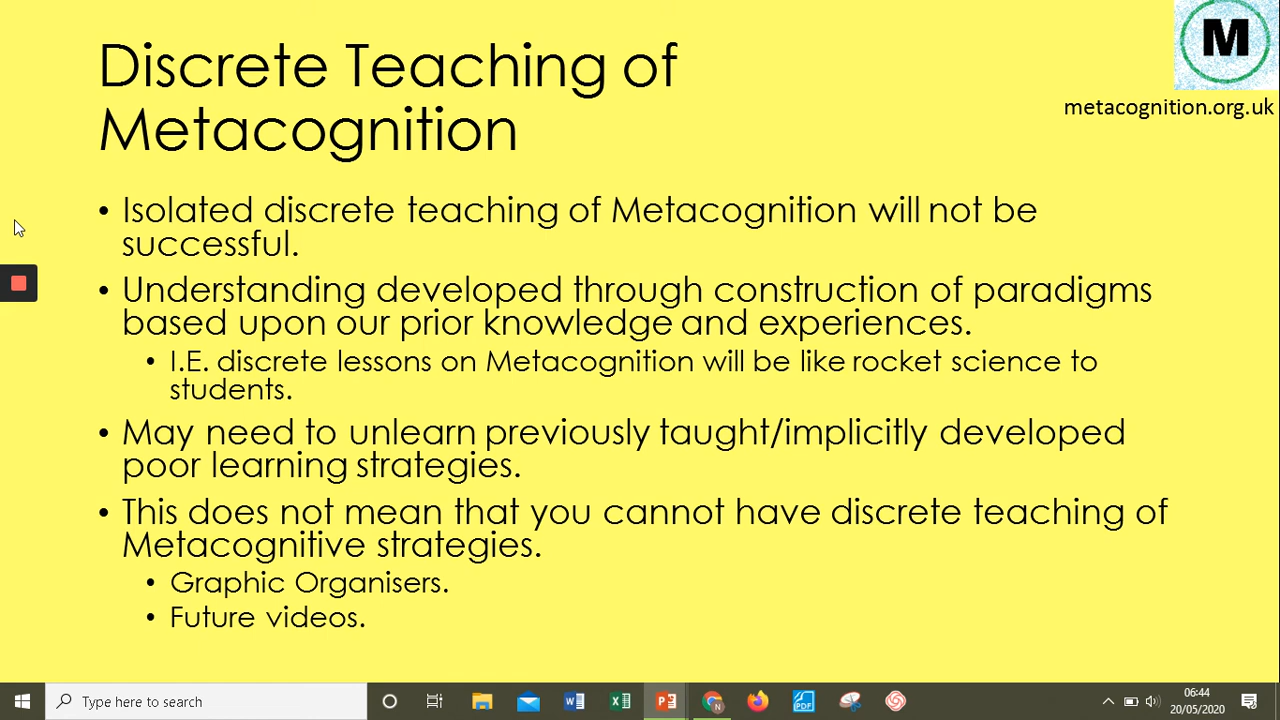 Discrete Teaching of
Metacognition
M
metacognition.org.uk
• Isolated discrete teaching of Metacognition will not be
successful.
• Understanding developed through construction of paradigms
based upon our prior knowledge and experiences.
• I.E. discrete lessons on Metacognition will be like rocket science to
students.
• May need to unlearn previously taught/implicitly developed
poor learning strategies.
• This does not mean that you cannot have discrete teaching of
Metacognitive strategies.
• Graphic Organisers.
• Future videos.
Type here to search
06:44
20/05/2020